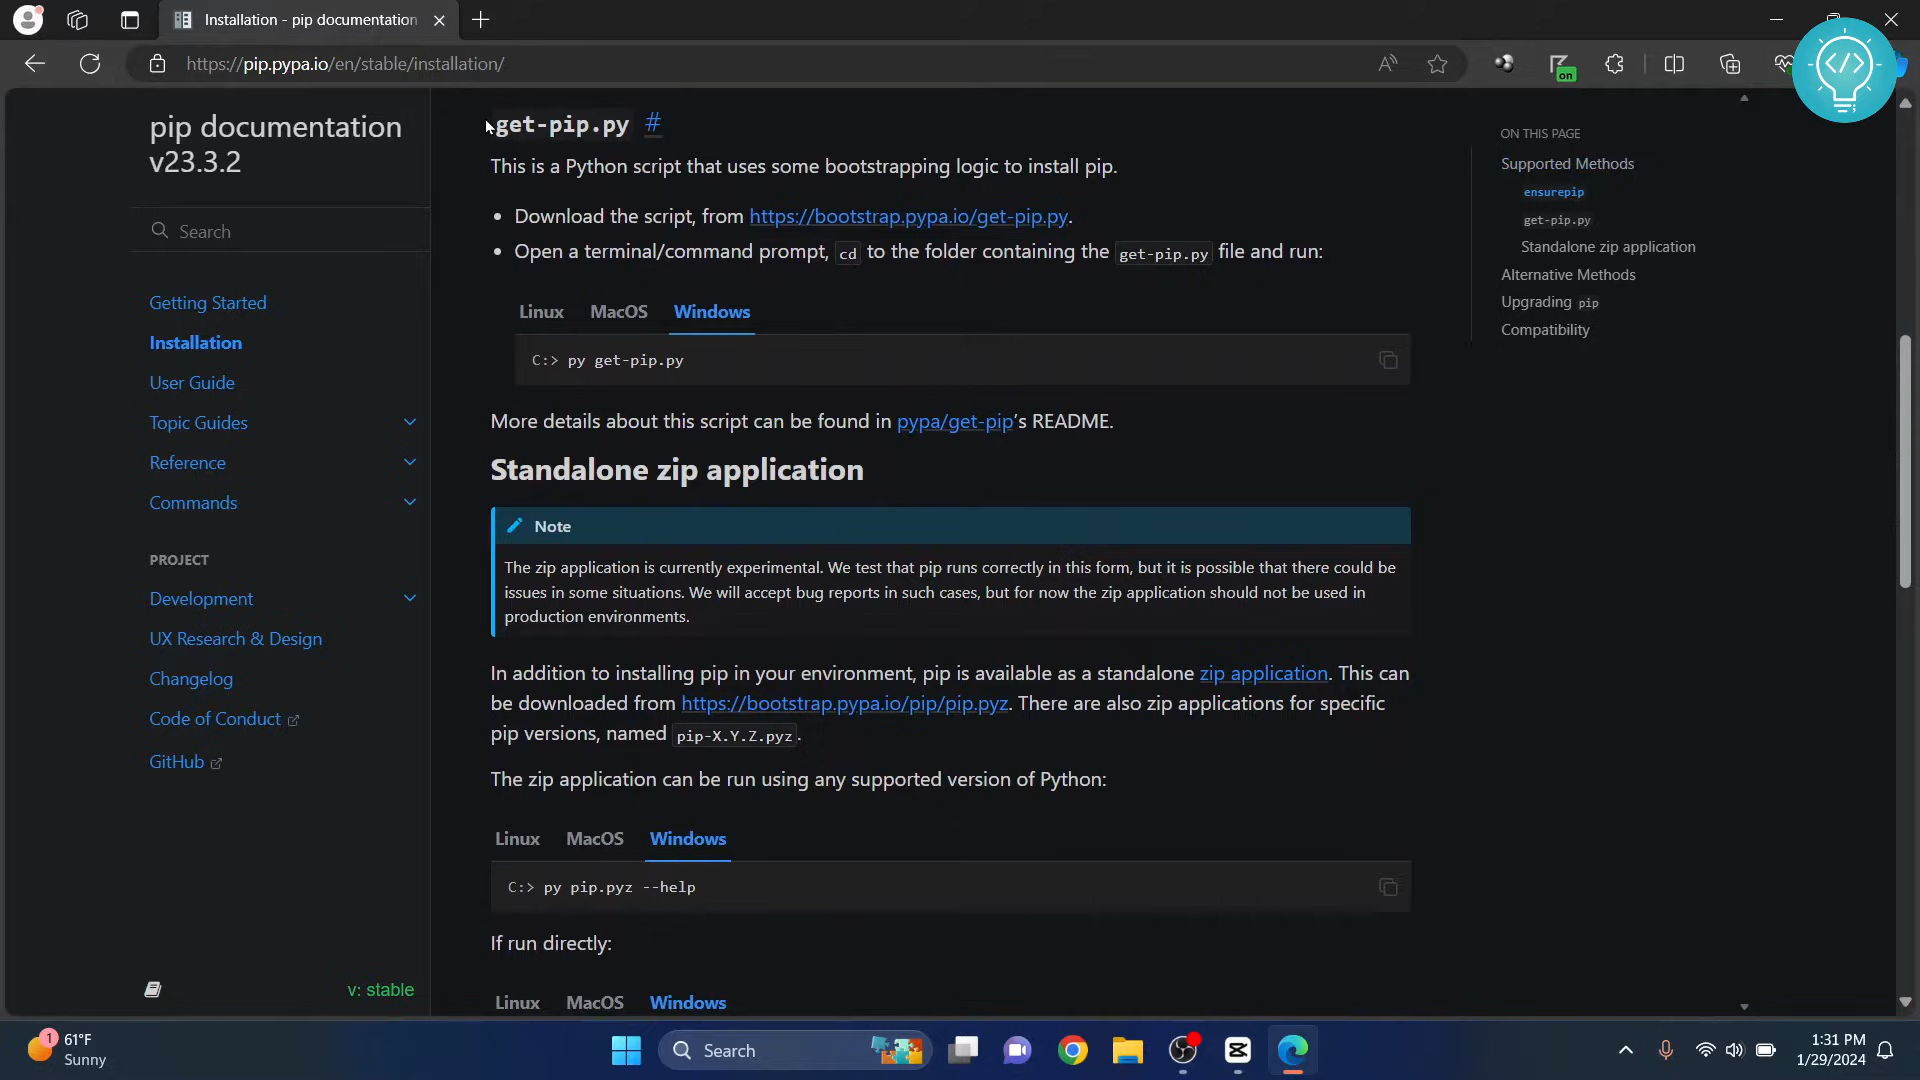 Installation - pip documentation
https://pip.pypa.io/en/stable/installation/
on
</>
pip documentation
v23.3.2
Search
Getting Started
Installation
User Guide
Topic Guides
Reference
Commands
PROJECT
Development
UX Research & Design
Changelog
Code of Conduct
GitHub
v: stable
get-pip.py #
This is a Python script that uses some bootstrapping logic to install pip.
• Download the script, from https://bootstrap.pypa.io/get-pip.py.
• Open a terminal/command prompt, cd to the folder containing the get-pip.py file and run:
Linux MacOS Windows
C:> py get-pip.py
More details about this script can be found in pypa/get-pip's README.
Standalone zip application
Note
The zip application is currently experimental. We test that pip runs correctly in this form, but it is possible that there could be
issues in some situations. We will accept bug reports in such cases, but for now the zip application should not be used in
production environments.
In addition to installing pip in your environment, pip is available as a standalone zip application. This can
be downloaded from https://bootstrap.pypa.io/pip/pip.pyz. There are also zip applications for specific
pip versions, named pip-X.Y.Z.pyz.
The zip application can be run using any supported version of Python:
Linux MacOS Windows
C:> py pip.pyz --help
If run directly:
Linux MacOS Windows
ON THIS PAGE
Supported Methods
ensurepip
get-pip.py
Standalone zip application
Alternative Methods
Upgrading pip
Compatibility
1
61°F
Sunny
Search
1:31 PM
1/29/2024